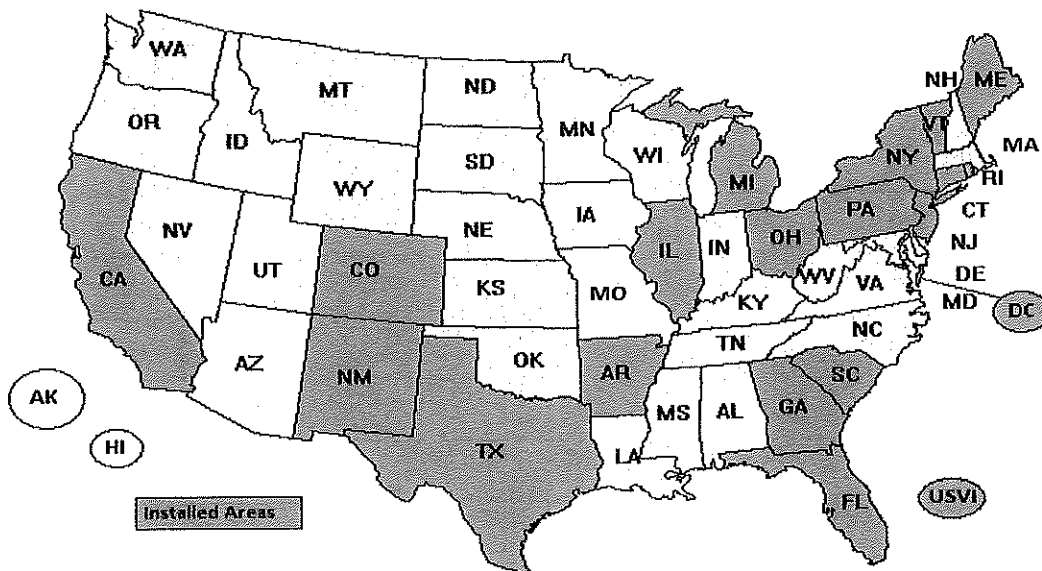 WA
MT
ND
MN
NH
ME
OR
ID
SD
WI
VT
NY
MA
WY
MI
RI
IA
NE
PA
CT
NV
IL
IN
OH
NJ
UT
CO
CA
KS
MO
WV
VA
DE
KY
MD
DC
NC
TN
AZ
NM
OK
AR
SC
AK
MS
AL
GA
HI
TX
LA
FL
USVI
Installed Areas